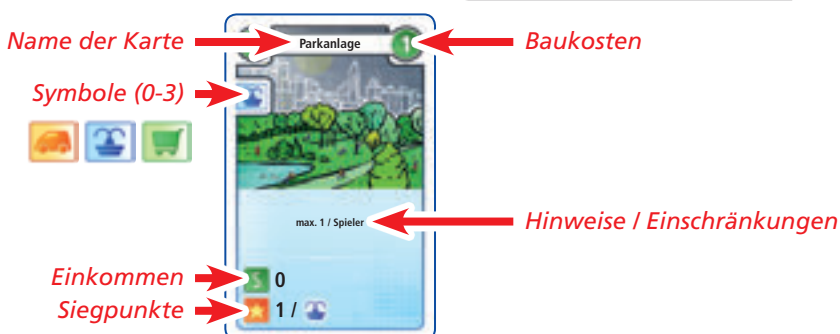 Name der Karte
Parkanlage
1
Baukosten
Symbole (0-3)
max. 1 / Spieler
Hinweise / Einschränkungen
Einkommen
$ 0
Siegpunkte
1 /